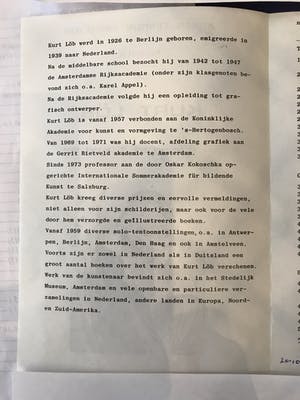 Kurt Löb werd in 1926 te Berlijn geboren, emigreerde in
1939 naar Nederland.
Na de middelbare school bezocht hij van 1942 tot 1947
de Amsterdamse Rijksacademie (onder zijn klasgenoten be-
vond zich o.a. Karel Appel).
Na de Rijksacademie volgde hij een opleiding tot gra-
fisch ontwerper.
Kurt Löb is vanaf 1957 verbonden aan de Koninklijke
Akademie voor kunst en vormgeving te 's-Hertogenbosch.
Van 1969 tot 1971 was hij docent, afdeling grafiek aan
de Gerrit Rietveld akademie te Amsterdam.
Sinds 1973 professor aan de door Oskar Kokoschka op-
gerichte Internationale Sommerakademie für bildende
Kunst te Salzburg.
Kurt Löb kreeg diverse prijzen en eervolle vermeldingen,
niet alleen voor zijn schilderijen, maar ook voor de vele
door hem verzorgde en geïllustreerde boeken.
Vanaf 1959 diverse solo-tentoonstellingen, o.a. in Antwer-
pen, Berlijn, Amsterdam, Den Haag en ook in Amstelveen.
Voorts zijn er zowel in Nederland als in Duitsland een
groot aantal boeken over het werk van Kurt Löb verschenen.
Werk van de kunstenaar bevindt zich o.a. in het Stedelijk
Museum, Amsterdam en vele openbare en particuliere ver-
zamelingen in Nederland, andere landen in Europa, Noord-
en Zuid-Amerika.